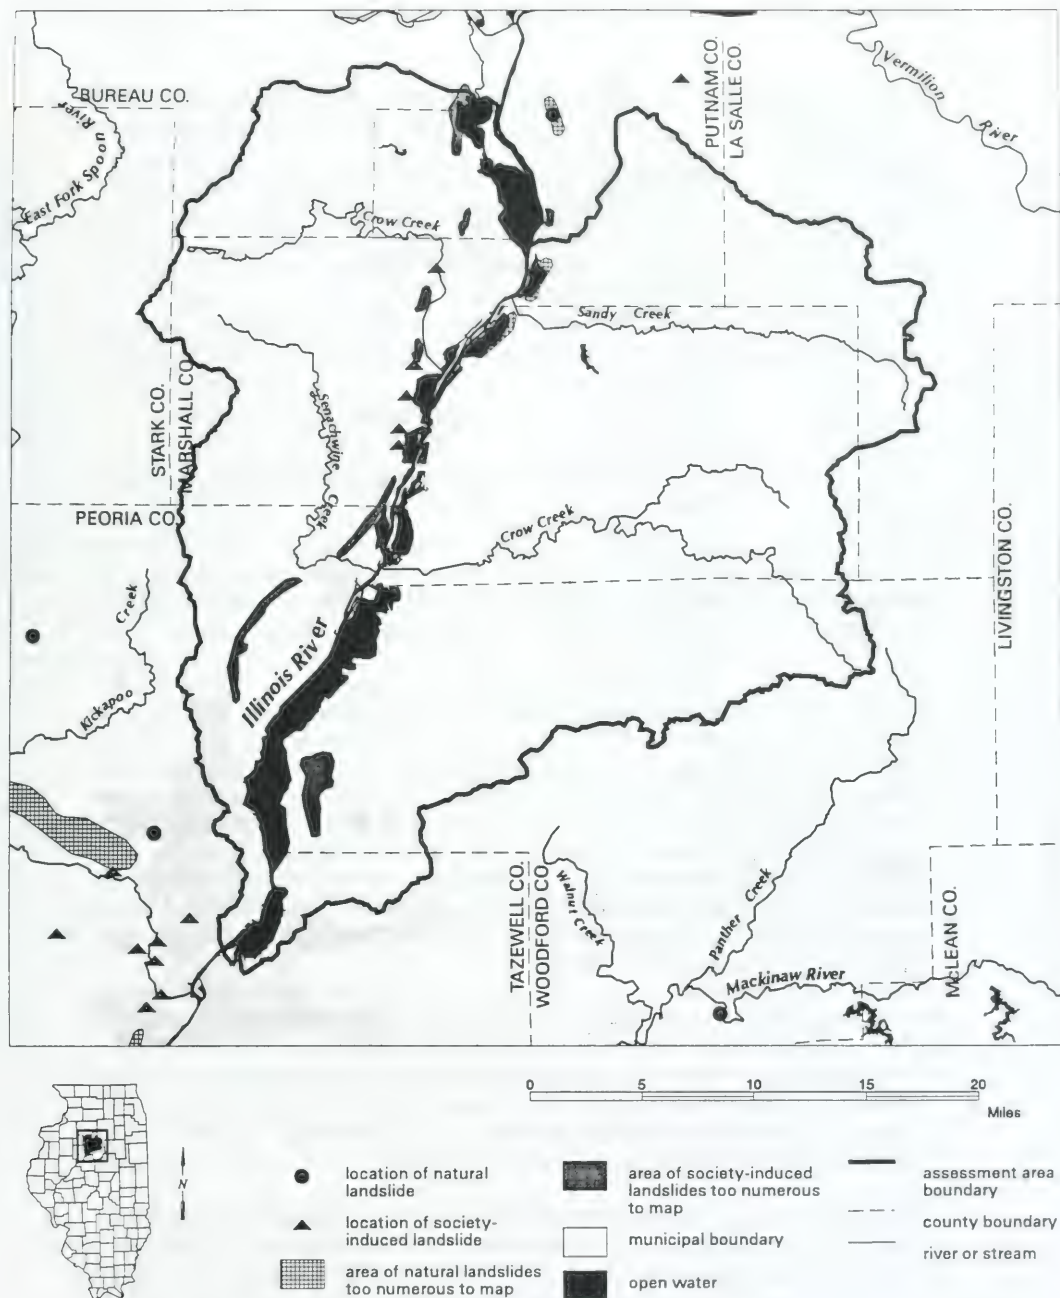 PUTNAM CO.
LA SALLE CO.
Vermilion
River
BUREAU CO.
River
East Fork Spoon
Crow Creek
Sandy Creek
STARK CO.
MARSHALL CO.
Senachwine
Creek
PEORIA CO.
Crow Creek
LIVINGSTON CO.
Creek
Kickapoo
Illinois River
TAZEWELL CO.
WOODFORD CO.
Walnut Creek
Panther Creek
McLEAN CO.
Mackinaw River
0 5 10 15 20
Miles
N
location of natural
landslide
location of society-
induced landslide
area of natural landslides
too numerous to map
area of society-induced
landslides too numerous
to map
municipal boundary
open water
assessment area
boundary
county boundary
river or stream